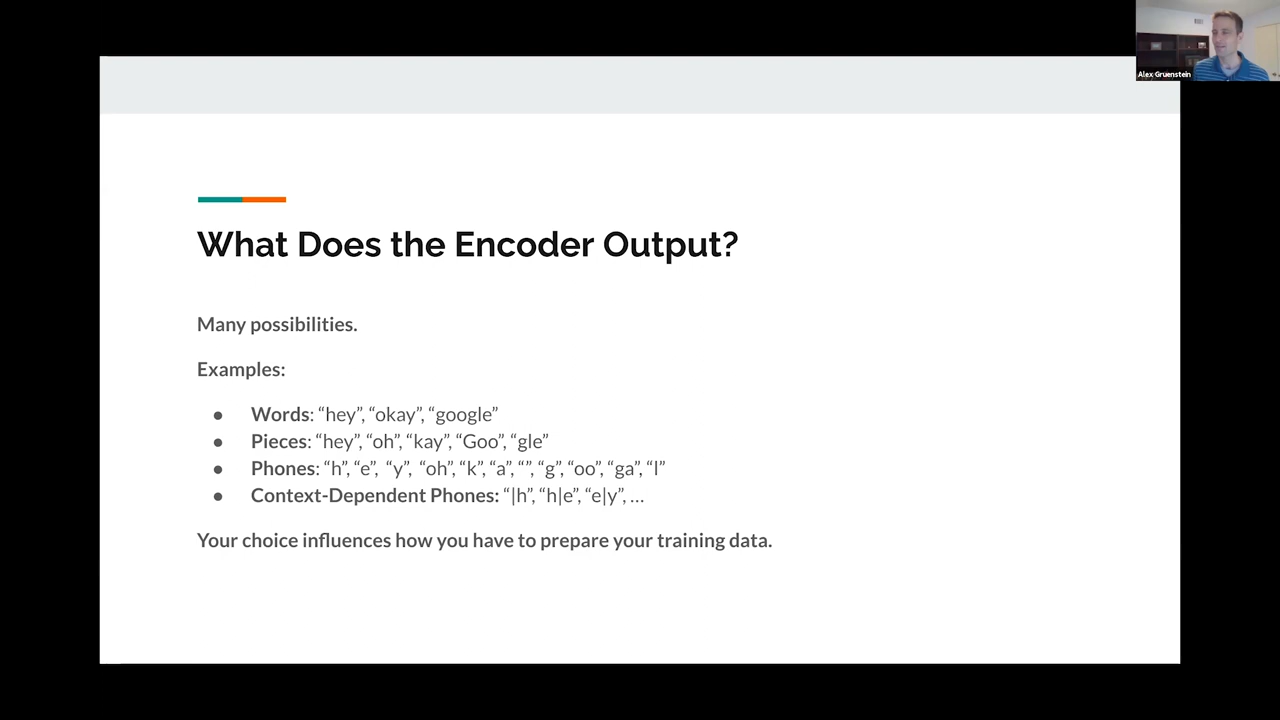 Alex Gruenstein
What Does the Encoder Output?
Many possibilities.
Examples:
● Words: “hey”, “okay”, “google”
● Pieces: “hey”, “oh”, “kay”, “Goo”, “gle”
● Phones: “h”, “e”, “y”, “oh”, “k”, “a”, “”, “g”, “oo”, “ga”, “l”
● Context-Dependent Phones: “|h”, “h|e”, “e|y”, …
Your choice influences how you have to prepare your training data.